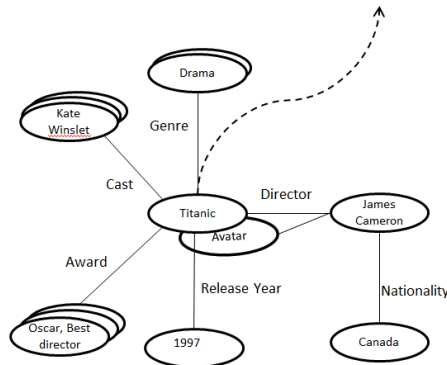 Drama
Kate
Winslet
Genre
Cast
Director
Titanic
James
Cameron
Avatar
Award
Release Year
Nationality
Oscar, Best
director
1997
Canada